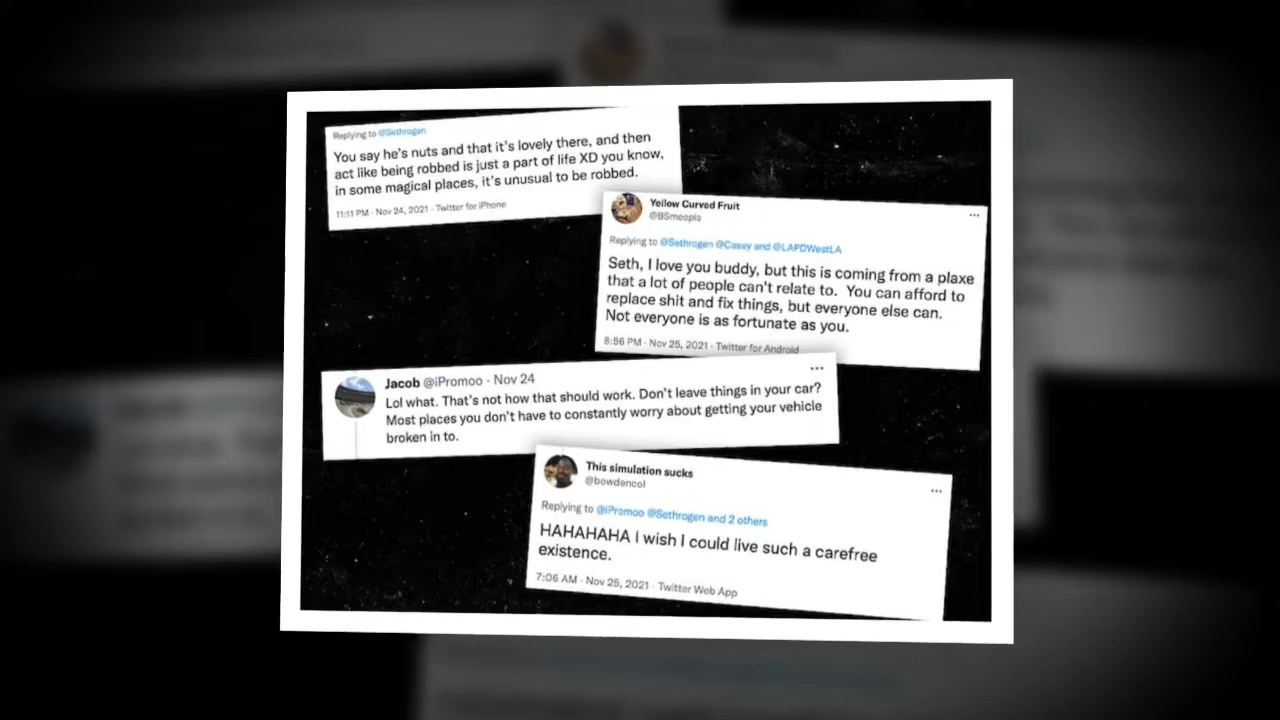 Replying to @Sethrogen
You say he's nuts and that it's lovely there, and then
act like being robbed is just a part of life XD you know,
in some magical places, it's unusual to be robbed.
11:11 PM · Nov 24, 2021 · Twitter for iPhone
Yellow Curved Fruit
@BSmeepis
Replying to @Sethrogen @Casey and @LAPDWestLA
Seth, I love you buddy, but this is coming from a plaxe
that a lot of people can't relate to. You can afford to
replace shit and fix things, but everyone else can.
Not everyone is as fortunate as you.
8:56 PM · Nov 25, 2021 · Twitter for Android
Jacob @iPromoo · Nov 24
Lol what. That's not how that should work. Don't leave things in your car?
Most places you don't have to constantly worry about getting your vehicle
broken in to.
This simulation sucks
@bowdencol
Replying to @iPromoo @Sethrogen and 2 others
HAHAHAHA I wish I could live such a carefree
existence.
7:06 AM · Nov 25, 2021 · Twitter Web App